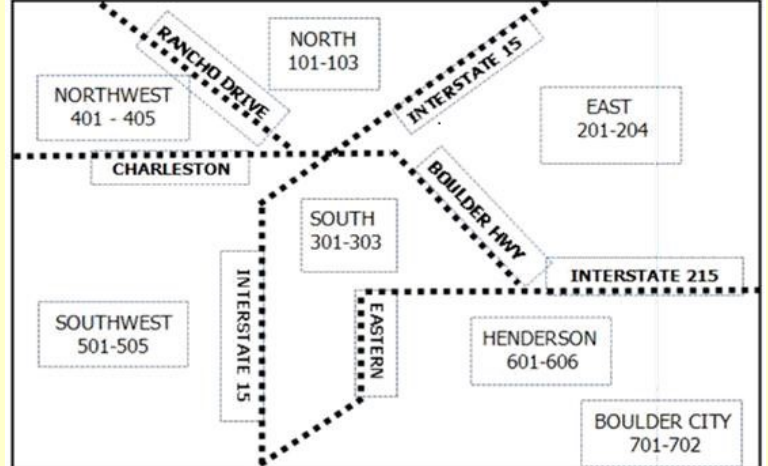 RANCHO DRIVE
NORTH
101-103
INTERSTATE 15
NORTHWEST
401 - 405
EAST
201-204
CHARLESTON
BOULDER HWY
SOUTH
301-303
INTERSTATE 215
INTERSTATE 15
EASTERN
SOUTHWEST
501-505
HENDERSON
601-606
BOULDER CITY
701-702